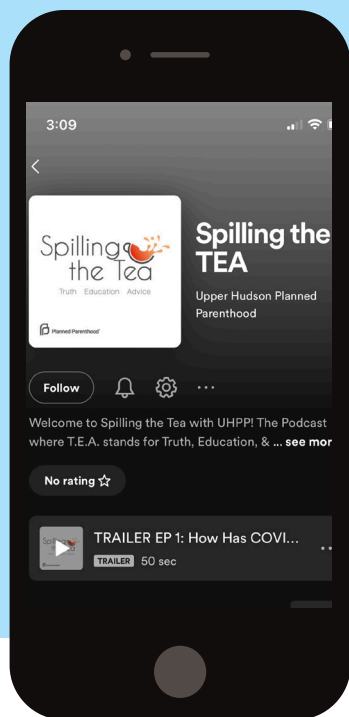 3:09
Spilling
the Tea
Truth Education Advice
Planned Parenthood®
Spilling the
TEA
Upper Hudson Planned
Parenthood
Follow
Welcome to Spilling the Tea with UHPP! The Podcast
where T.E.A. stands for Truth, Education, & ... see mor
No rating
TRAILER EP 1: How Has COVI...
TRAILER 50 sec